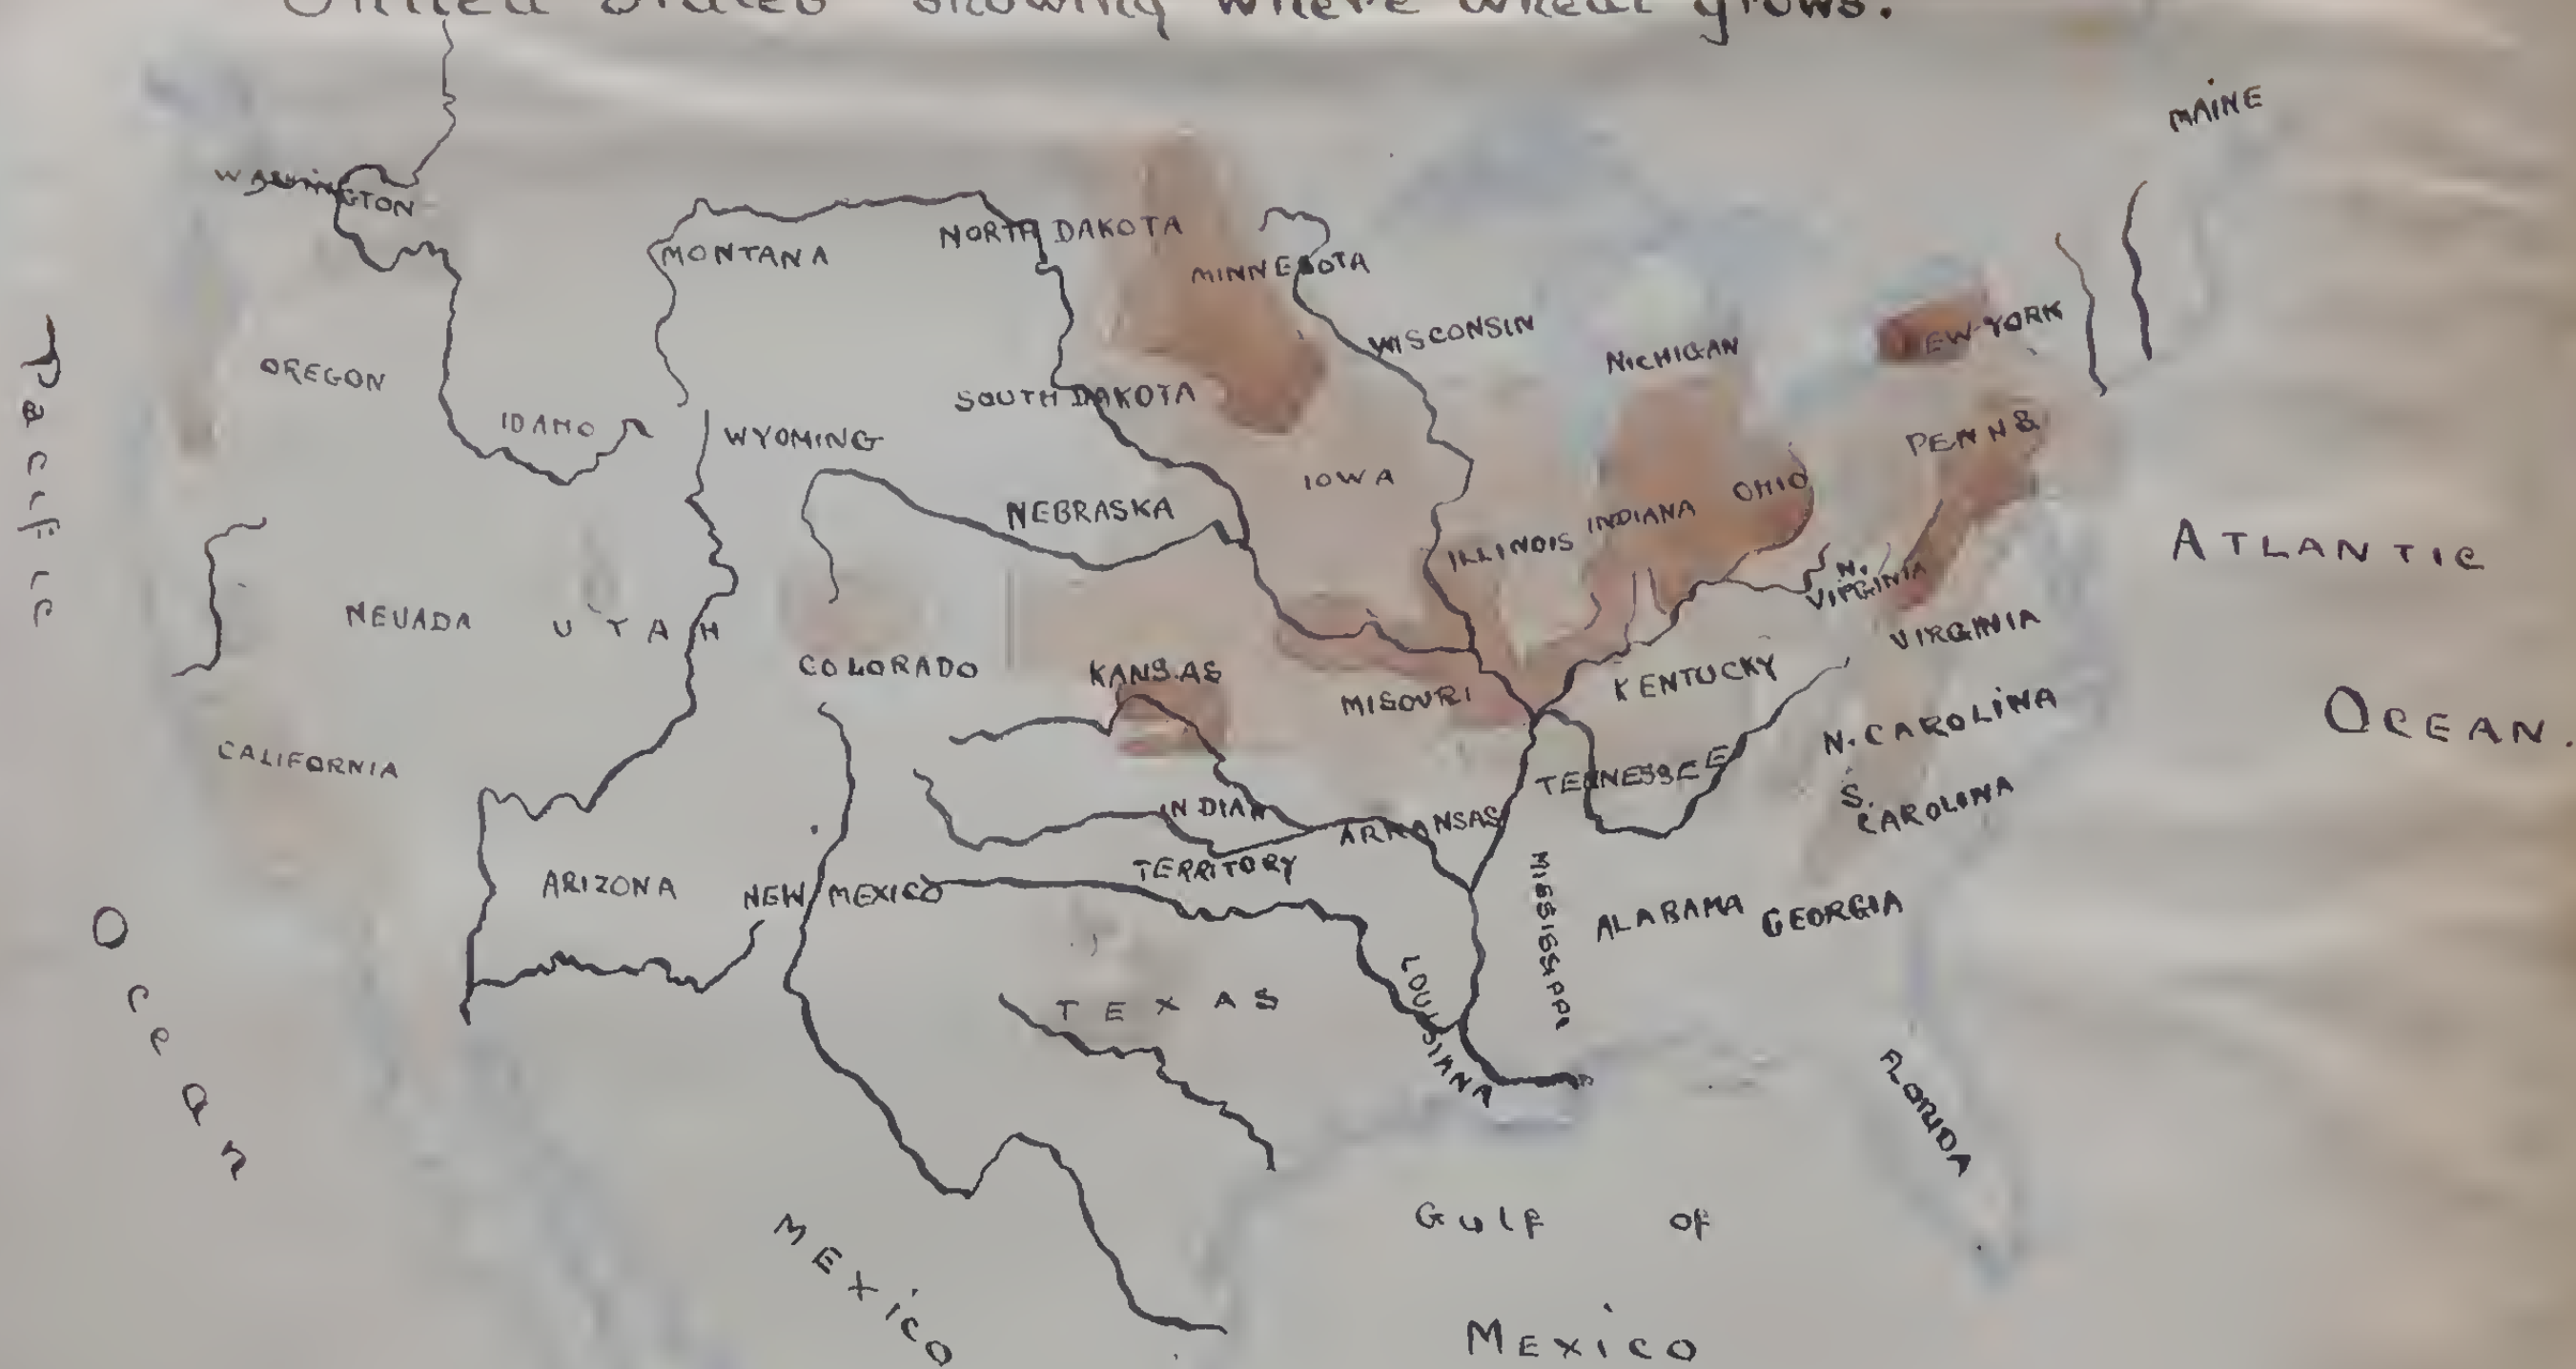 United States showing where wheat grows.
MAINE
WASHINGTON
MONTANA
NORTH DAKOTA
MINNESOTA
WISCONSIN
NICHIGAN
EW-YORK
Pacific
OREGON
IDAHO
WYOMING
SOUTH DAKOTA
IOWA
PENNS
NEBRASKA
ILLINOIS
INDIANA
OHIO
ATLANTIC
NEVADA
UTAH
COLORADO
KANSAS
MISOURI
KENTUCKY
N.
VIRGINIA
VIRGINIA
OCEAN.
CALIFORNIA
N. CAROLINA
TENNESSEE
S.
CAROLINA
INDIAN
TERRITORY
ARKANSAS
ARIZONA
NEW MEXICO
MISSISSIPPI
ALABAMA
GEORGIA
Ocean
TEXAS
LOUISIANA
FLORIDA
MEXICO
Gulf of
MEXICO